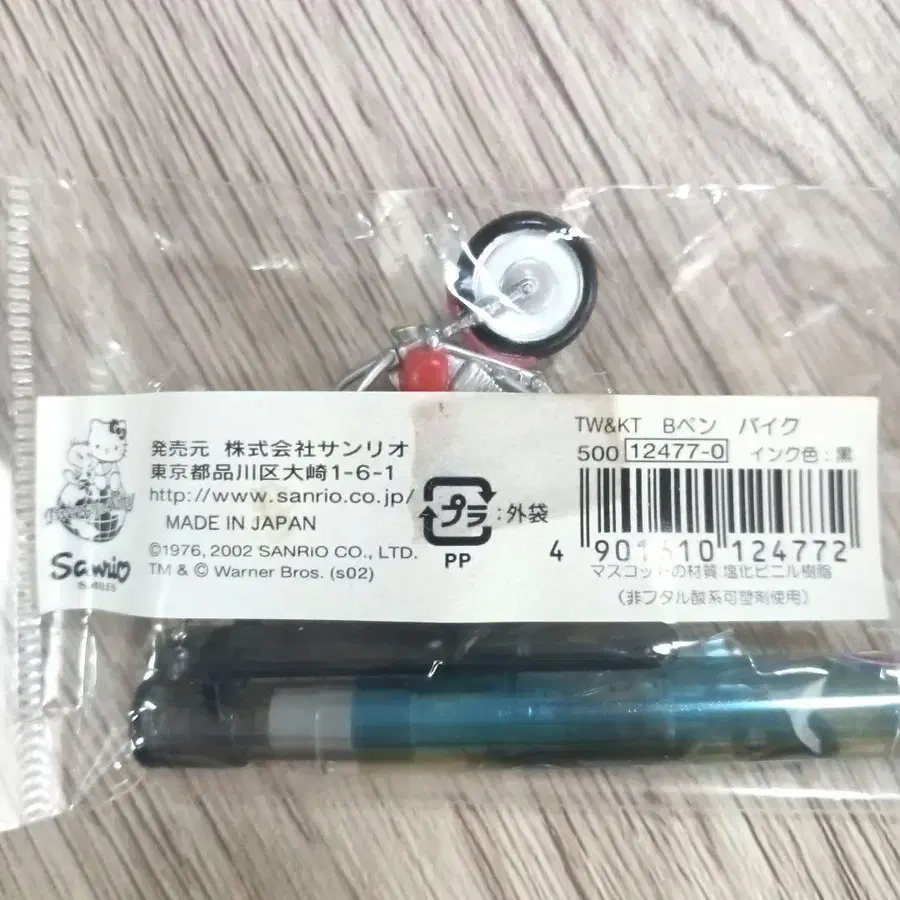 発売元 株式会社サンリオ
東京都品川区大崎1-6-1
http://www.sanrio.co.jp/
MADE IN JAPAN
©1976, 2002 SANRIO CO., LTD.
TM & © Warner Bros. (s02)
Sanrio
SMILES
プラ
:外袋
PP
TW&KT Bペン バイク
500 12477-0 インク色:黒
4 901610 124772
マスコットの材質:塩化ビニル樹脂
(非フタル酸系可塑剤使用)